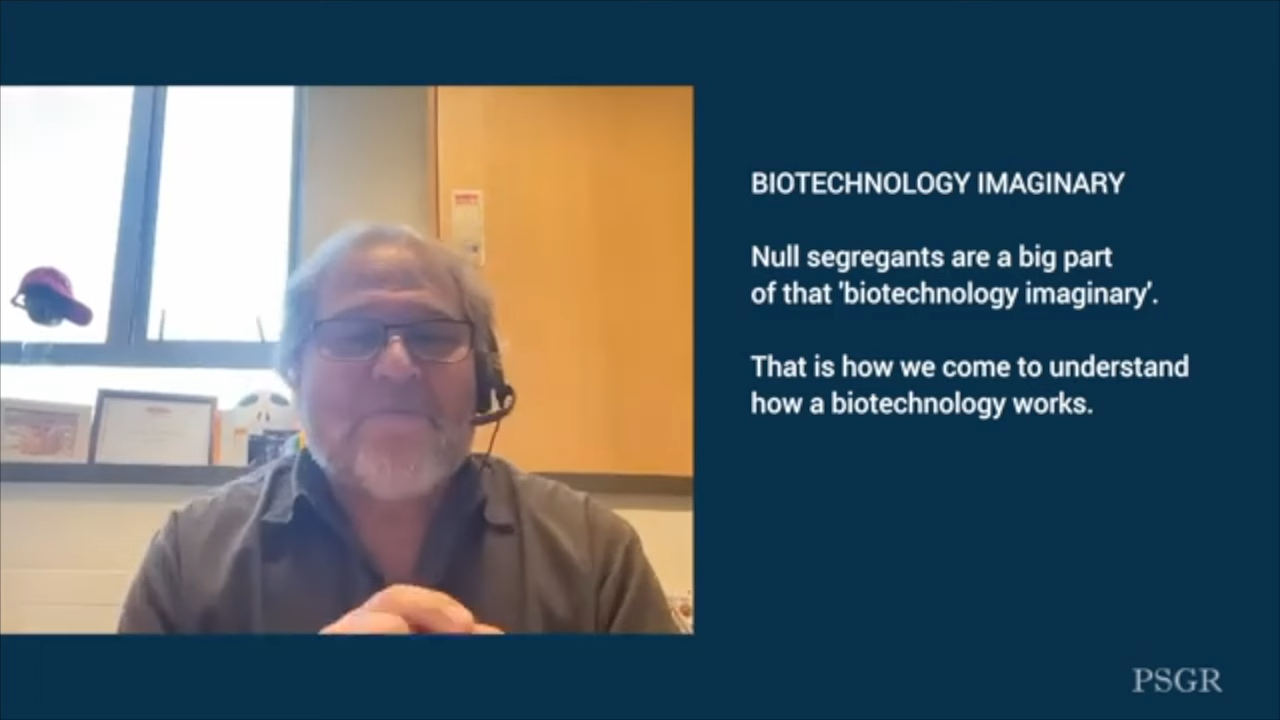 BIOTECHNOLOGY IMAGINARY
Null segregants are a big part
of that 'biotechnology imaginary'.
That is how we come to understand
how a biotechnology works.
PSGR